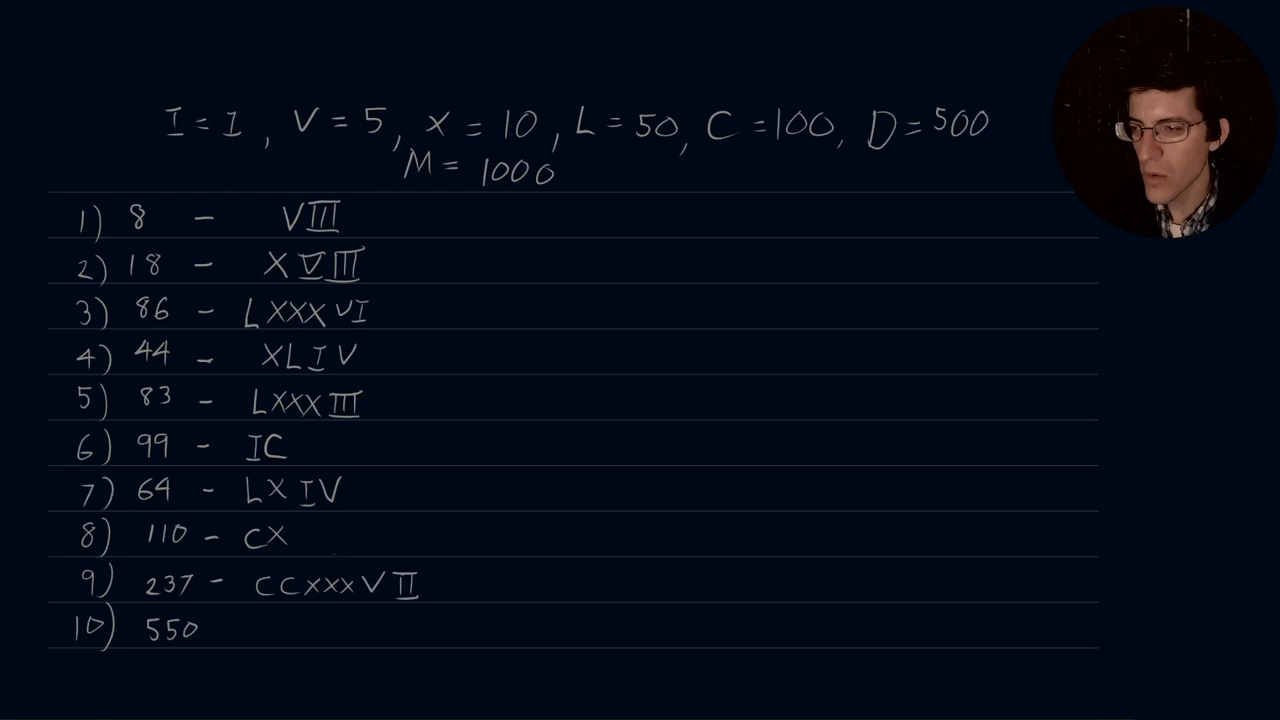 I = I , V = 5, X = 10, L = 50, C = 100, D = 500
M = 1000
1) 8 - VIII
2) 18 - XVIII
3) 86 - LXXXVI
4) 44 - XLIV
5) 83 - LXXXIII
6) 99 - IC
7) 64 - LXIV
8) 110 - CX
9) 237 - CCXXXVII
10) 550